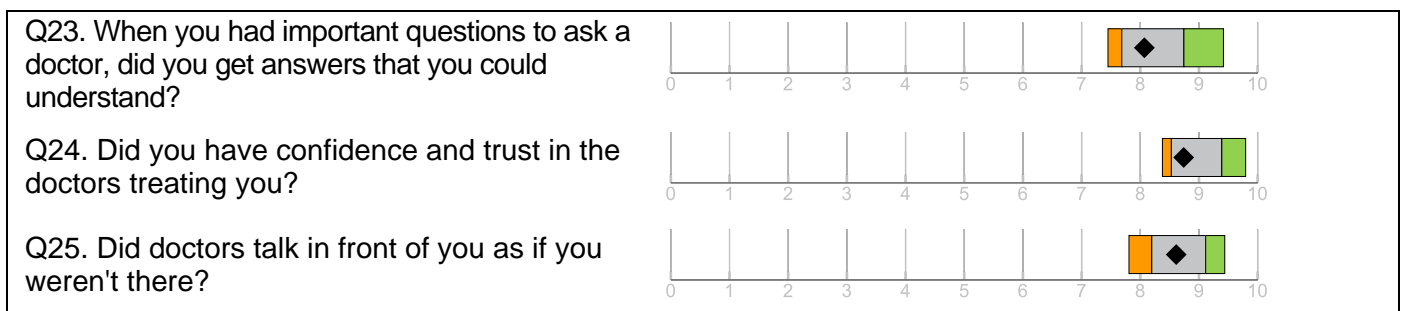 Q23. When you had important questions to ask a
doctor, did you get answers that you could
understand?
0 1 2 3 4 5 6 7 8 9 10
Q24. Did you have confidence and trust in the
doctors treating you?
0 1 2 3 4 5 6 7 8 9 10
Q25. Did doctors talk in front of you as if you
weren't there?
0 1 2 3 4 5 6 7 8 9 10